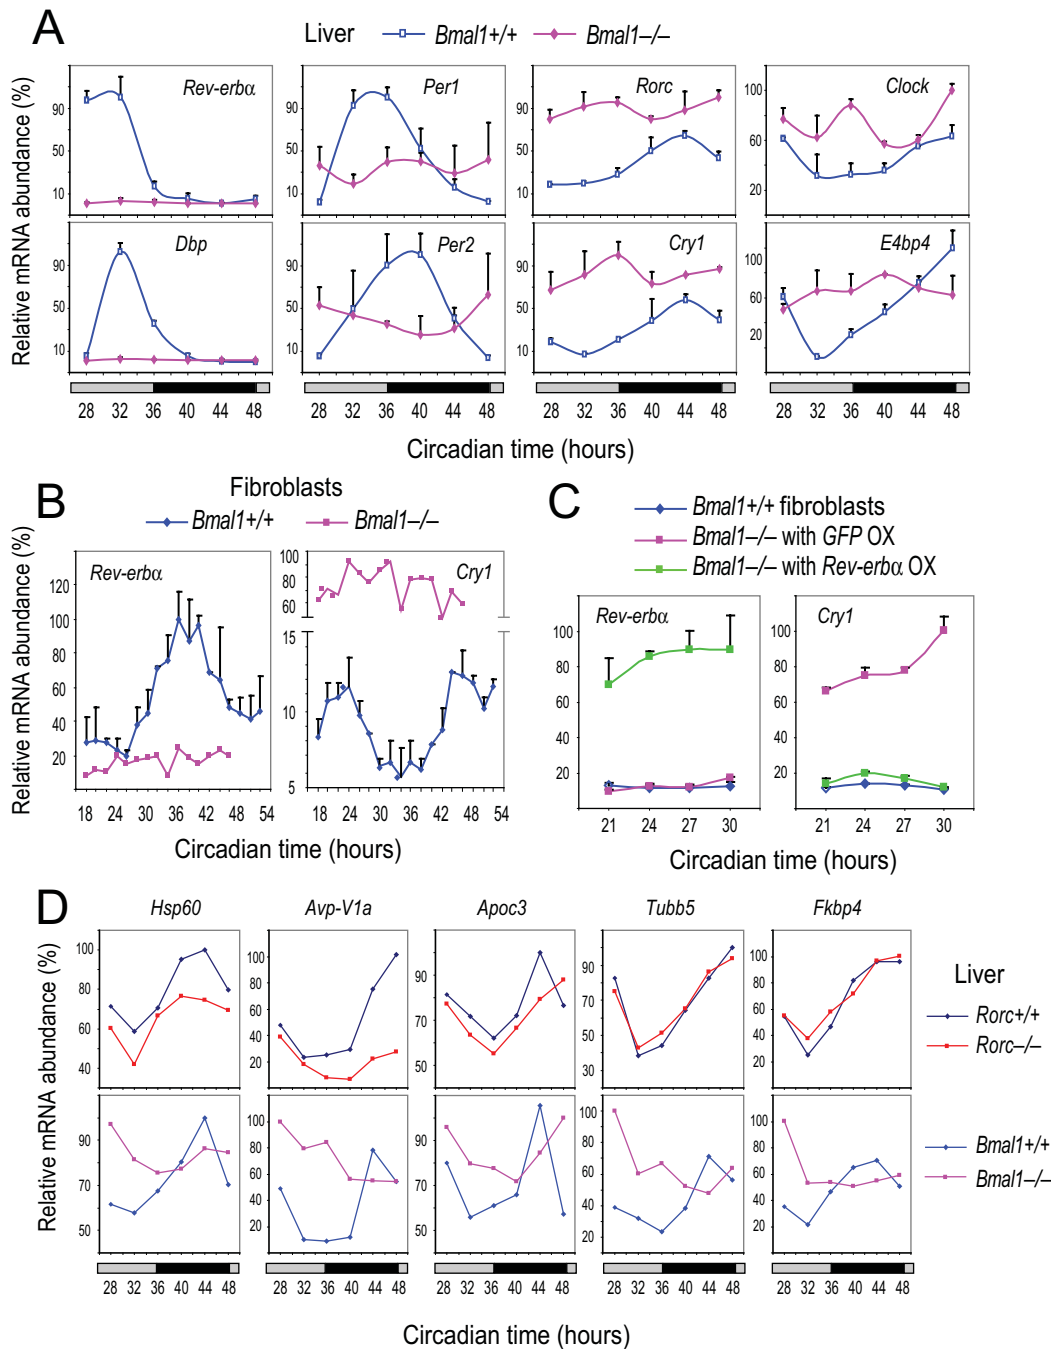 A
Liver Bmal1+/+ Bmal1–/–
Relative mRNA abundance (%)
Rev-erbα Per1 Rorc Clock
90 90 90 100
50 50 50 60
10 10 10 20
Dbp Per2 Cry1 E4bp4
90 90 90 100
50 50 50 60
10 10 10 20
28 32 36 40 44 48 28 32 36 40 44 48 28 32 36 40 44 48 28 32 36 40 44 48
Circadian time (hours)
B
Fibroblasts
Bmal1+/+ Bmal1–/–
Relative mRNA abundance (%)
Rev-erbα
120
100
80
60
40
20
18 24 30 36 42 48 54
Cry1
100
80
60
15
10
5
18 24 30 36 42 48 54
Circadian time (hours)
C
Bmal1+/+ fibroblasts
Bmal1–/– with GFP OX
Bmal1–/– with Rev-erbα OX
Rev-erbα
100
80
60
40
20
21 24 27 30
Cry1
100
80
60
40
20
21 24 27 30
Circadian time (hours)
D
Hsp60 Avp-V1a Apoc3 Tubb5 Fkbp4
Relative mRNA abundance (%)
100
80
60
40
100
80
60
40
20
90
70
50
90
70
50
30
100
80
60
40
20
Liver
Rorc+/+
Rorc–/–
Relative mRNA abundance (%)
90
70
50
100
80
60
40
20
90
70
50
90
70
50
30
10
100
80
60
40
20
Bmal1+/+
Bmal1–/–
28 32 36 40 44 48 28 32 36 40 44 48 28 32 36 40 44 48 28 32 36 40 44 48 28 32 36 40 44 48
Circadian time (hours)